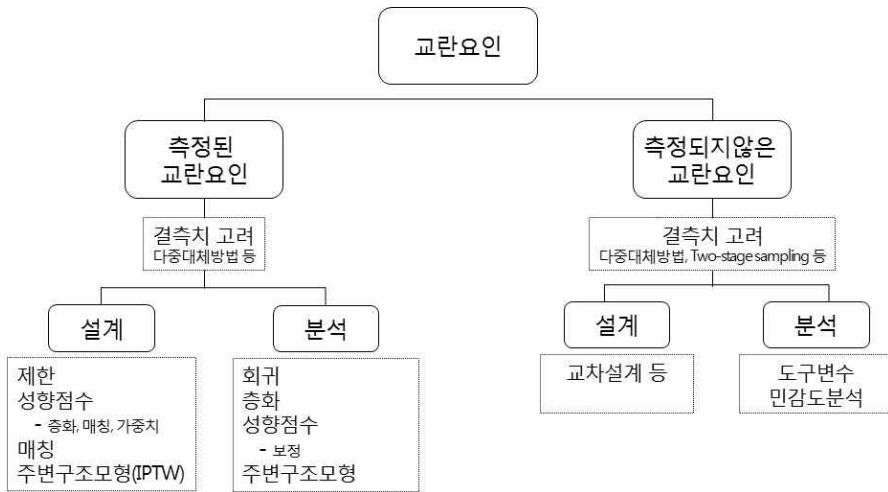 교란요인
측정된
교란요인
측정되지않은
교란요인
결측치 고려
다중대체방법 등
결측치 고려
다중대체방법, Two-stage sampling 등
설계
분석
설계
분석
제한
성향점수
- 층화, 매칭, 가중치
매칭
주변구조모형(IPTW)
회귀
층화
성향점수
- 보정
주변구조모형
교차설계 등
도구변수
민감도분석